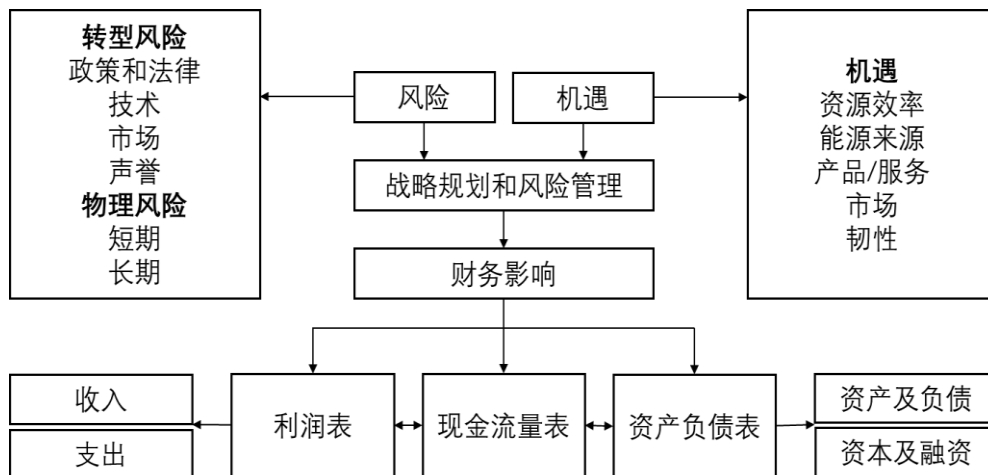 转型风险
政策和法律
技术
市场
声誉
物理风险
短期
长期
风险
机遇
机遇
资源效率
能源来源
产品/服务
市场
韧性
战略规划和风险管理
财务影响
收入
支出
利润表
现金流量表
资产负债表
资产及负债
资本及融资